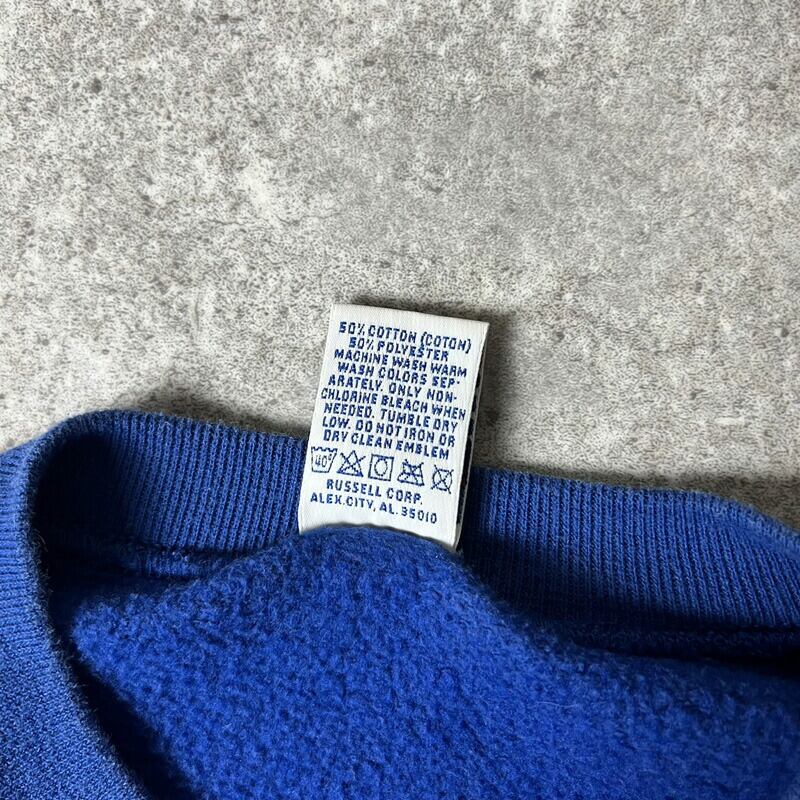 50% COTTON (COTON)
50% POLYESTER
MACHINE WASH WARM
WASH COLORS SEP-
ARATELY. ONLY NON-
CHLORINE BLEACH WHEN
NEEDED. TUMBLE DRY
LOW. DO NOT IRON OR
DRY CLEAN EMBLEM
40°
RUSSELL CORP.
ALEX.CITY, AL. 35010